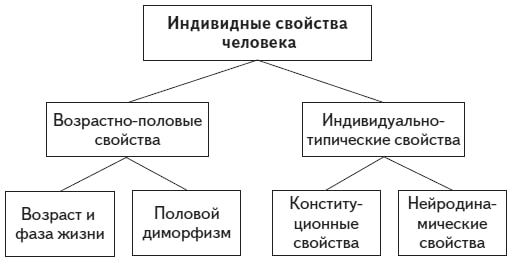 Индивидные свойства
человека
Возрастно-половые
свойства
Индивидуально-
типические свойства
Возраст и
фаза жизни
Половой
диморфизм
Конститу-
ционные
свойства
Нейродина-
мические
свойства